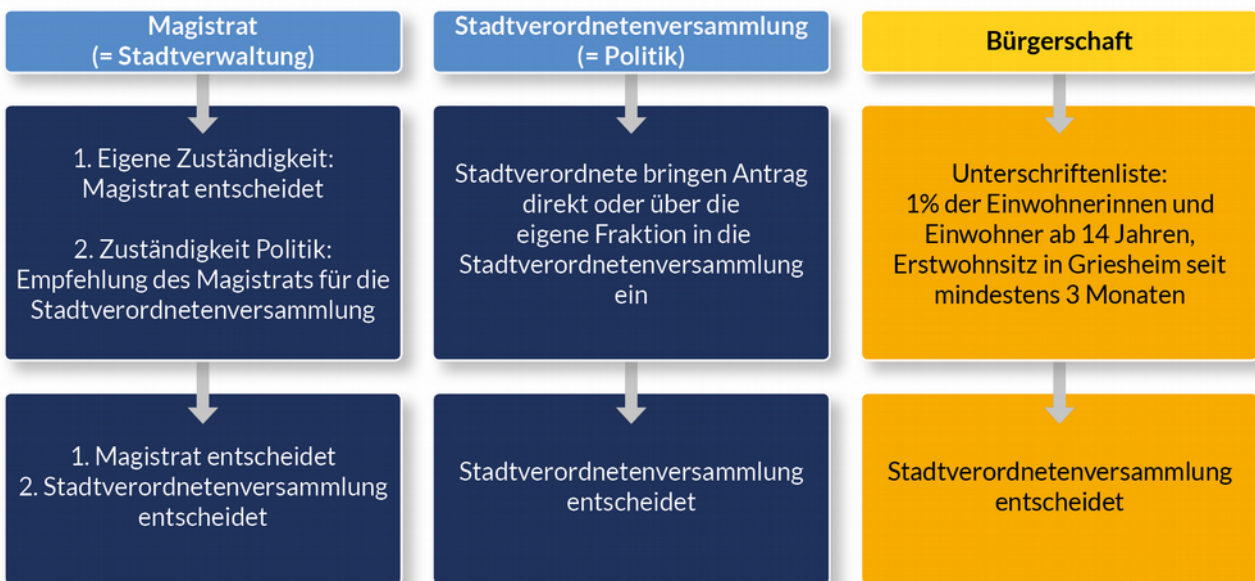 Magistrat
(= Stadtverwaltung)
Stadtverordnetenversammlung
(= Politik)
Bürgerschaft
1. Eigene Zuständigkeit:
Magistrat entscheidet
2. Zuständigkeit Politik:
Empfehlung des Magistrats für die
Stadtverordnetenversammlung
Stadtverordnete bringen Antrag
direkt oder über die
eigene Fraktion in die
Stadtverordnetenversammlung
ein
Unterschriftenliste:
1% der Einwohnerinnen und
Einwohner ab 14 Jahren,
Erstwohnsitz in Griesheim seit
mindestens 3 Monaten
1. Magistrat entscheidet
2. Stadtverordnetenversammlung
entscheidet
Stadtverordnetenversammlung
entscheidet
Stadtverordnetenversammlung
entscheidet